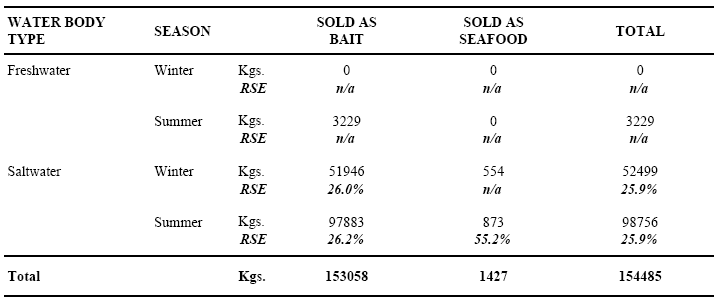 WATER BODY TYPE SEASON SOLD AS BAIT SOLD AS SEAFOOD TOTAL
Freshwater Winter Kgs. 0 0 0
RSE n/a n/a n/a
Summer Kgs. 3229 0 3229
RSE n/a n/a n/a
Saltwater Winter Kgs. 51946 554 52499
RSE 26.0% n/a 25.9%
Summer Kgs. 97883 873 98756
RSE 26.2% 55.2% 25.9%
Total Kgs. 153058 1427 154485